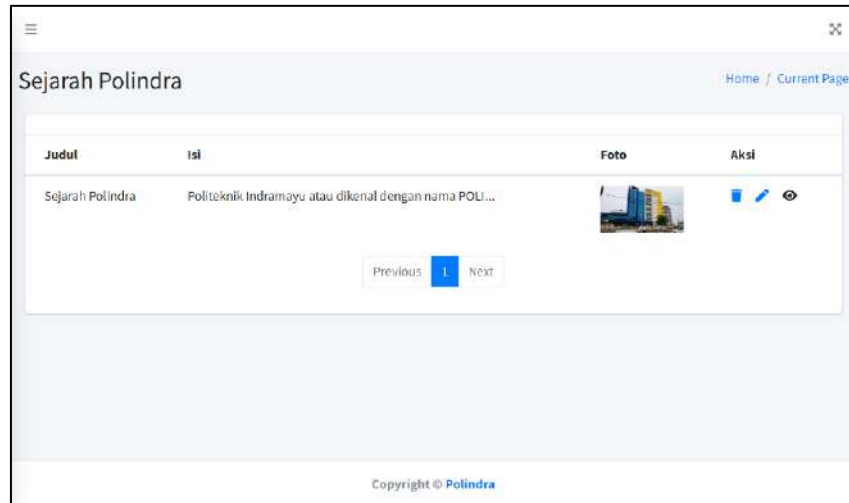 Sejarah Polindra
Home / Current Page
Judul Isi Foto Aksi
Sejarah Polindra Politeknik Indramayu atau dikenal dengan nama POLI...
Previous 1 Next
Copyright © Polindra